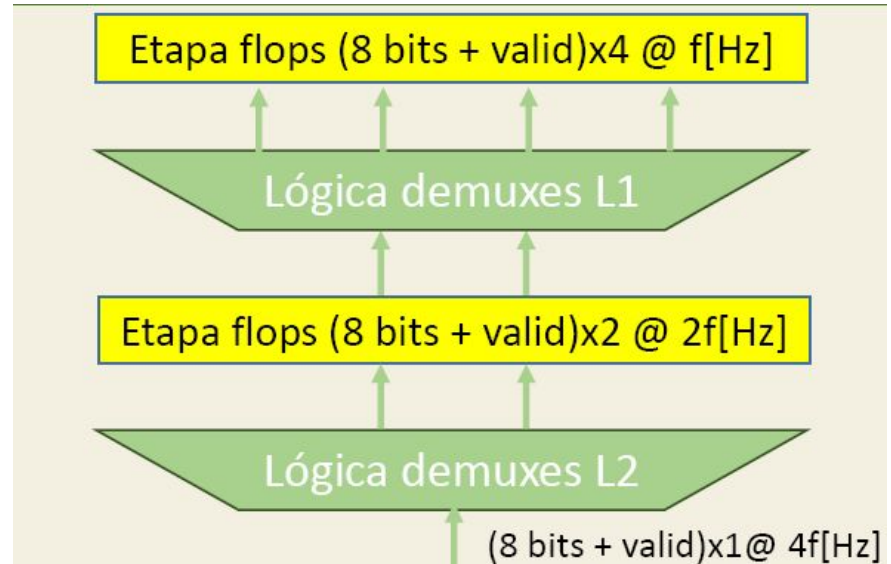 Etapa flops (8 bits + valid)x4 @ f[Hz]
Lógica demuxes L1
Etapa flops (8 bits + valid)x2 @ 2f[Hz]
Lógica demuxes L2
(8 bits + valid)x1@ 4f[Hz]